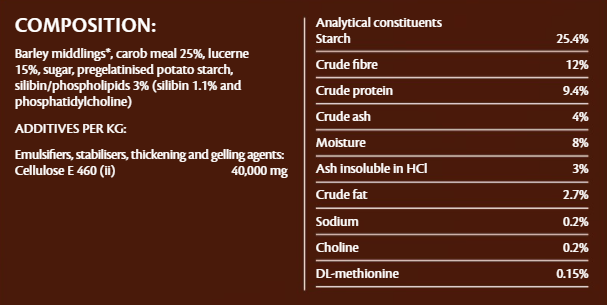 COMPOSITION:
Barley middlings*, carob meal 25%, lucerne
15%, sugar, pregelatinised potato starch,
silibin/phospholipids 3% (silibin 1.1% and
phosphatidylcholine)
ADDITIVES PER KG:
Emulsifiers, stabilisers, thickening and gelling agents:
Cellulose E 460 (ii) 40,000 mg
Analytical constituents
Starch 25.4%
Crude fibre 12%
Crude protein 9.4%
Crude ash 4%
Moisture 8%
Ash insoluble in HCl 3%
Crude fat 2.7%
Sodium 0.2%
Choline 0.2%
DL-methionine 0.15%